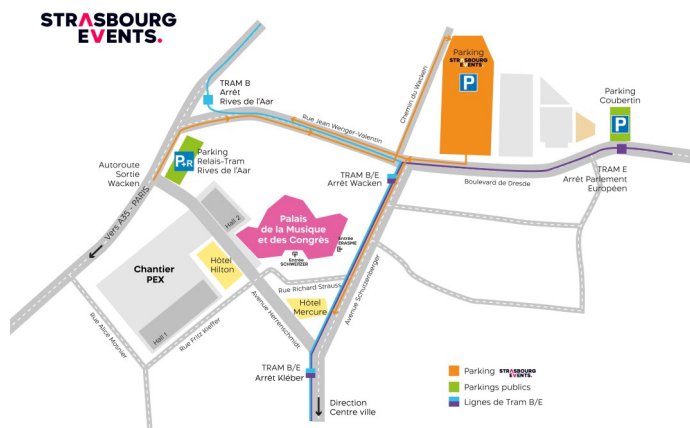 STRASBOURG
EVENTS.
TRAM B
Arrêt
Rives de l'Aar
Parking
STRASBOURG
EVENTS
P
Chemin du Wacken
Parking
Coubertin
P
Rue Jean Wenger-Valentin
P+R
Parking
Relais-Tram
Rives de l'Aar
Autoroute
Sortie
Wacken
TRAM B/E
Arrêt Wacken
Boulevard de Dresde
TRAM E
Arrêt Parlement
Européen
Vers A35 - PARIS
Hall 2
Palais
de la Musique
et des Congrès
Entrée
ERASME
Entrée
SCHWEITZER
Hôtel
Hilton
Chantier
PEX
Rue Richard Strauss
Avenue Schutzenberger
Hôtel
Mercure
Avenue Herrenschmidt
Hall 1
Rue Fritz Kieffer
Rue Alice Mosnier
TRAM B/E
Arrêt Kléber
Direction
Centre ville
Parking STRASBOURG
EVENTS.
Parkings publics
Lignes de Tram B/E